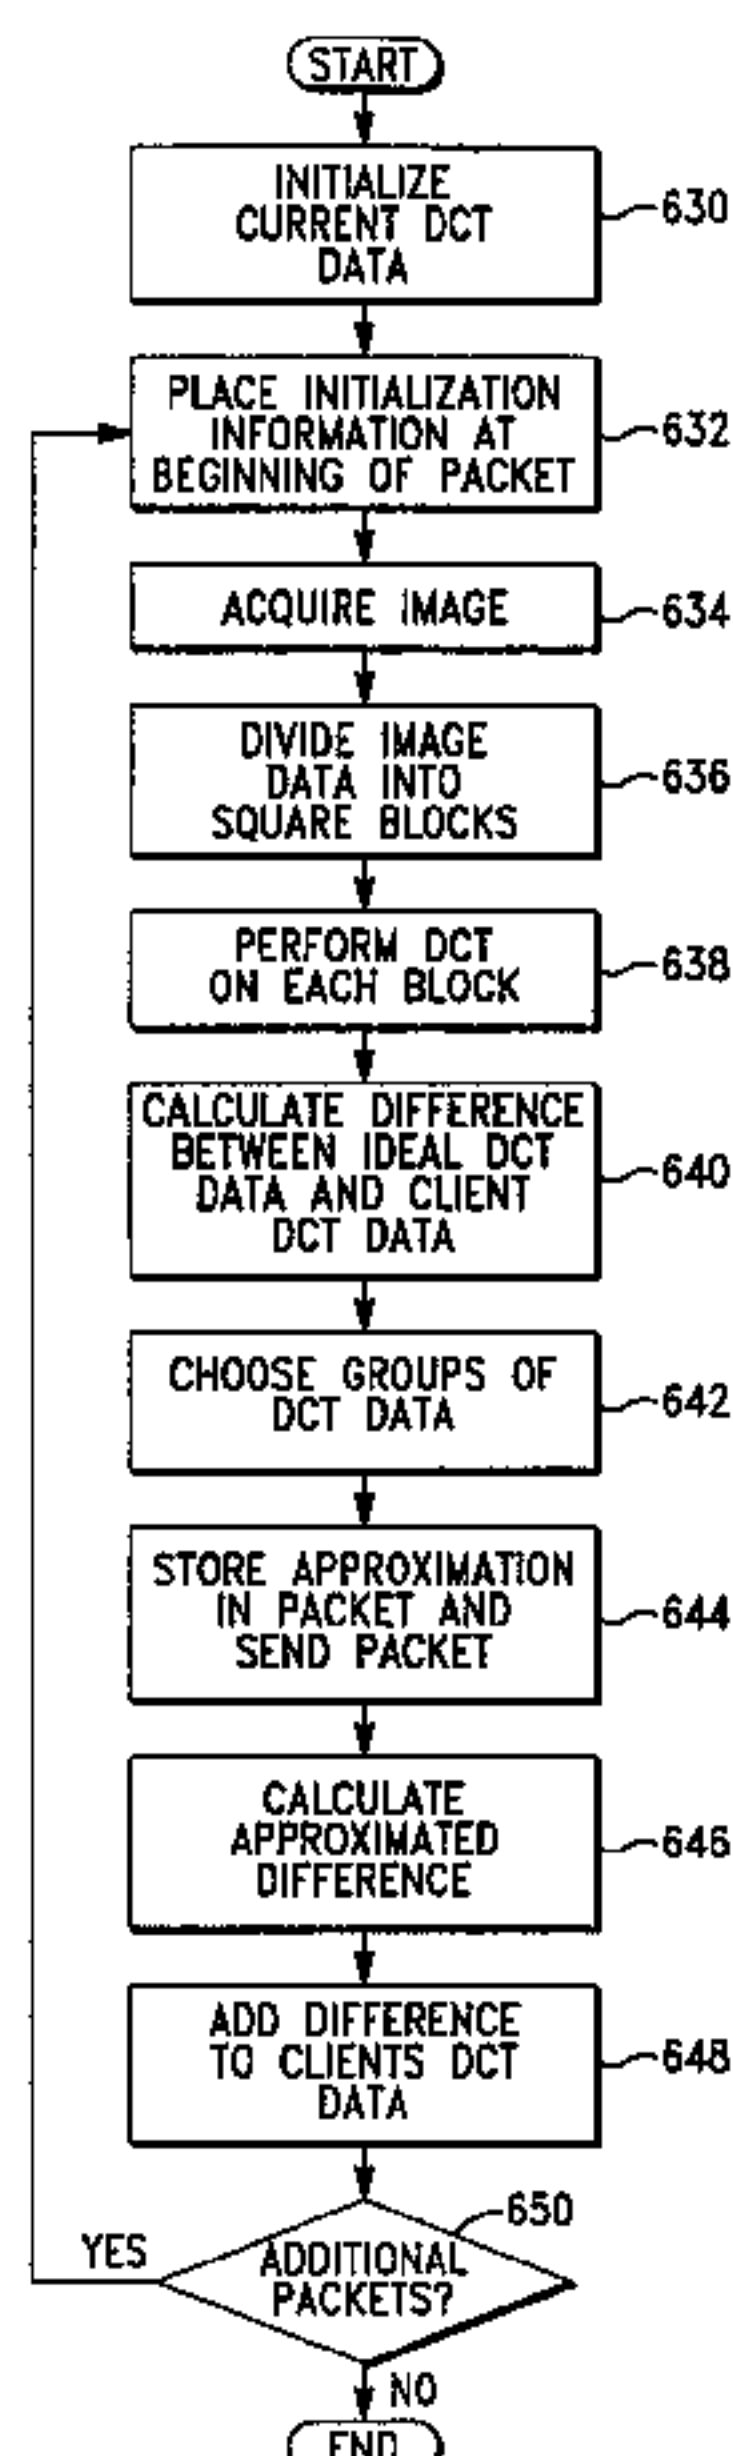 START
INITIALIZE
CURRENT DCT
DATA
630
PLACE INITIALIZATION
INFORMATION AT
BEGINNING OF PACKET
632
ACQUIRE IMAGE
634
DIVIDE IMAGE
DATA INTO
SQUARE BLOCKS
636
PERFORM DCT
ON EACH BLOCK
638
CALCULATE DIFFERENCE
BETWEEN IDEAL DCT
DATA AND CLIENT
DCT DATA
640
CHOOSE GROUPS OF
DCT DATA
642
STORE APPROXIMATION
IN PACKET AND
SEND PACKET
644
CALCULATE
APPROXIMATED
DIFFERENCE
646
ADD DIFFERENCE
TO CLIENTS DCT
DATA
648
650
YES
ADDITIONAL
PACKETS?
NO
END